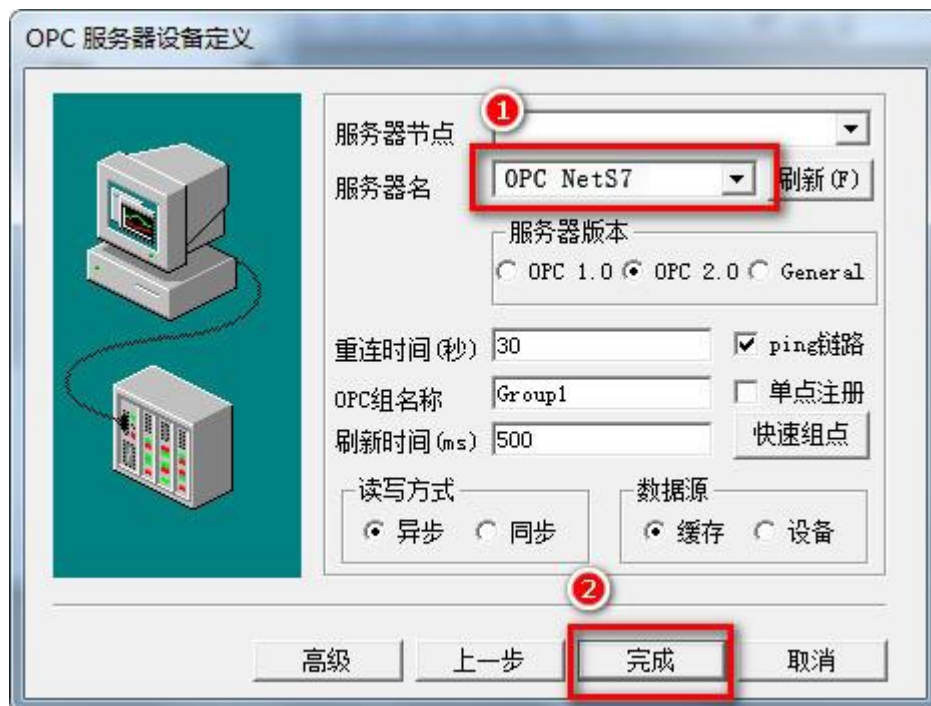 OPC 服务器设备定义
1
服务器节点
服务器名 OPC NetS7 刷新(F)
服务器版本
OPC 1.0 OPC 2.0 General
重连时间(秒) 30 ping链路
OPC组名称 Group1 单点注册
刷新时间(ms) 500 快速组点
读写方式 数据源
异步 同步 缓存 设备
2
高级 上一步 完成 取消